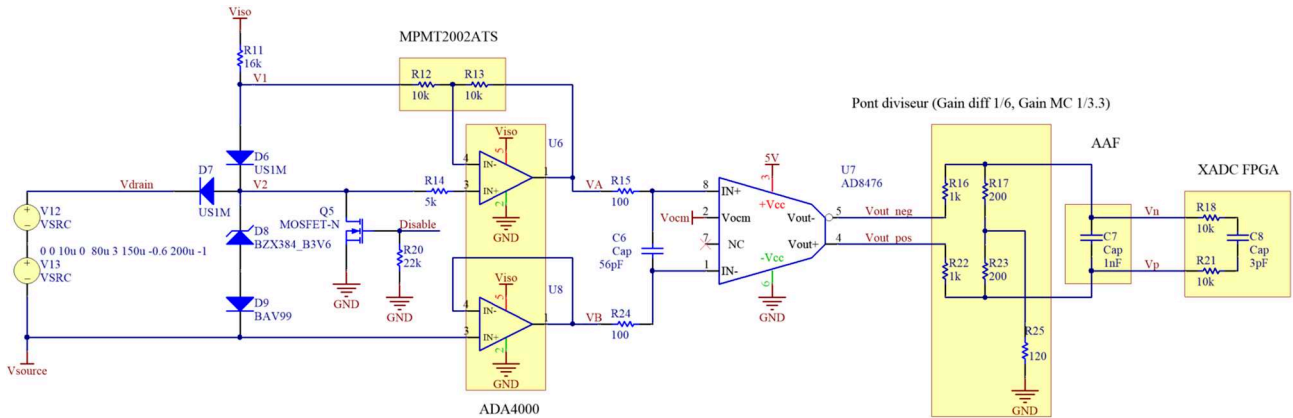 Viso
R11
16k
V1
MPMT2002ATS
R12
10k
R13
10k
Pont diviseur (Gain diff 1/6, Gain MC 1/3.3)
AAF
XADC FPGA
D6
US1M
D7
US1M
Vdrain
V2
V12
VSRC
0 0 10u 0 80u 3 150u -0.6 200u -1
V13
VSRC
D8
BZX384_B3V6
D9
BAV99
Q5
MOSFET-N
Disable
R20
22k
GND
GND
R14
5k
Viso
U6
4
IN-
3
IN+
5
1
2
GND
VA
R15
100
C6
Cap
56pF
Viso
U8
4
IN-
3
IN+
5
1
2
GND
VB
R24
100
ADA4000
Vsource
5V
3
+Vcc
U7
AD8476
8
IN+
Vocm
2
Vocm
7
NC
1
IN-
Vout-
5
Vout+
4
-Vcc
6
GND
Vout_neg
Vout_pos
R16
1k
R17
200
R22
1k
R23
200
R25
120
GND
C7
Cap
1nF
Vn
Vp
R18
10k
C8
Cap
3pF
R21
10k